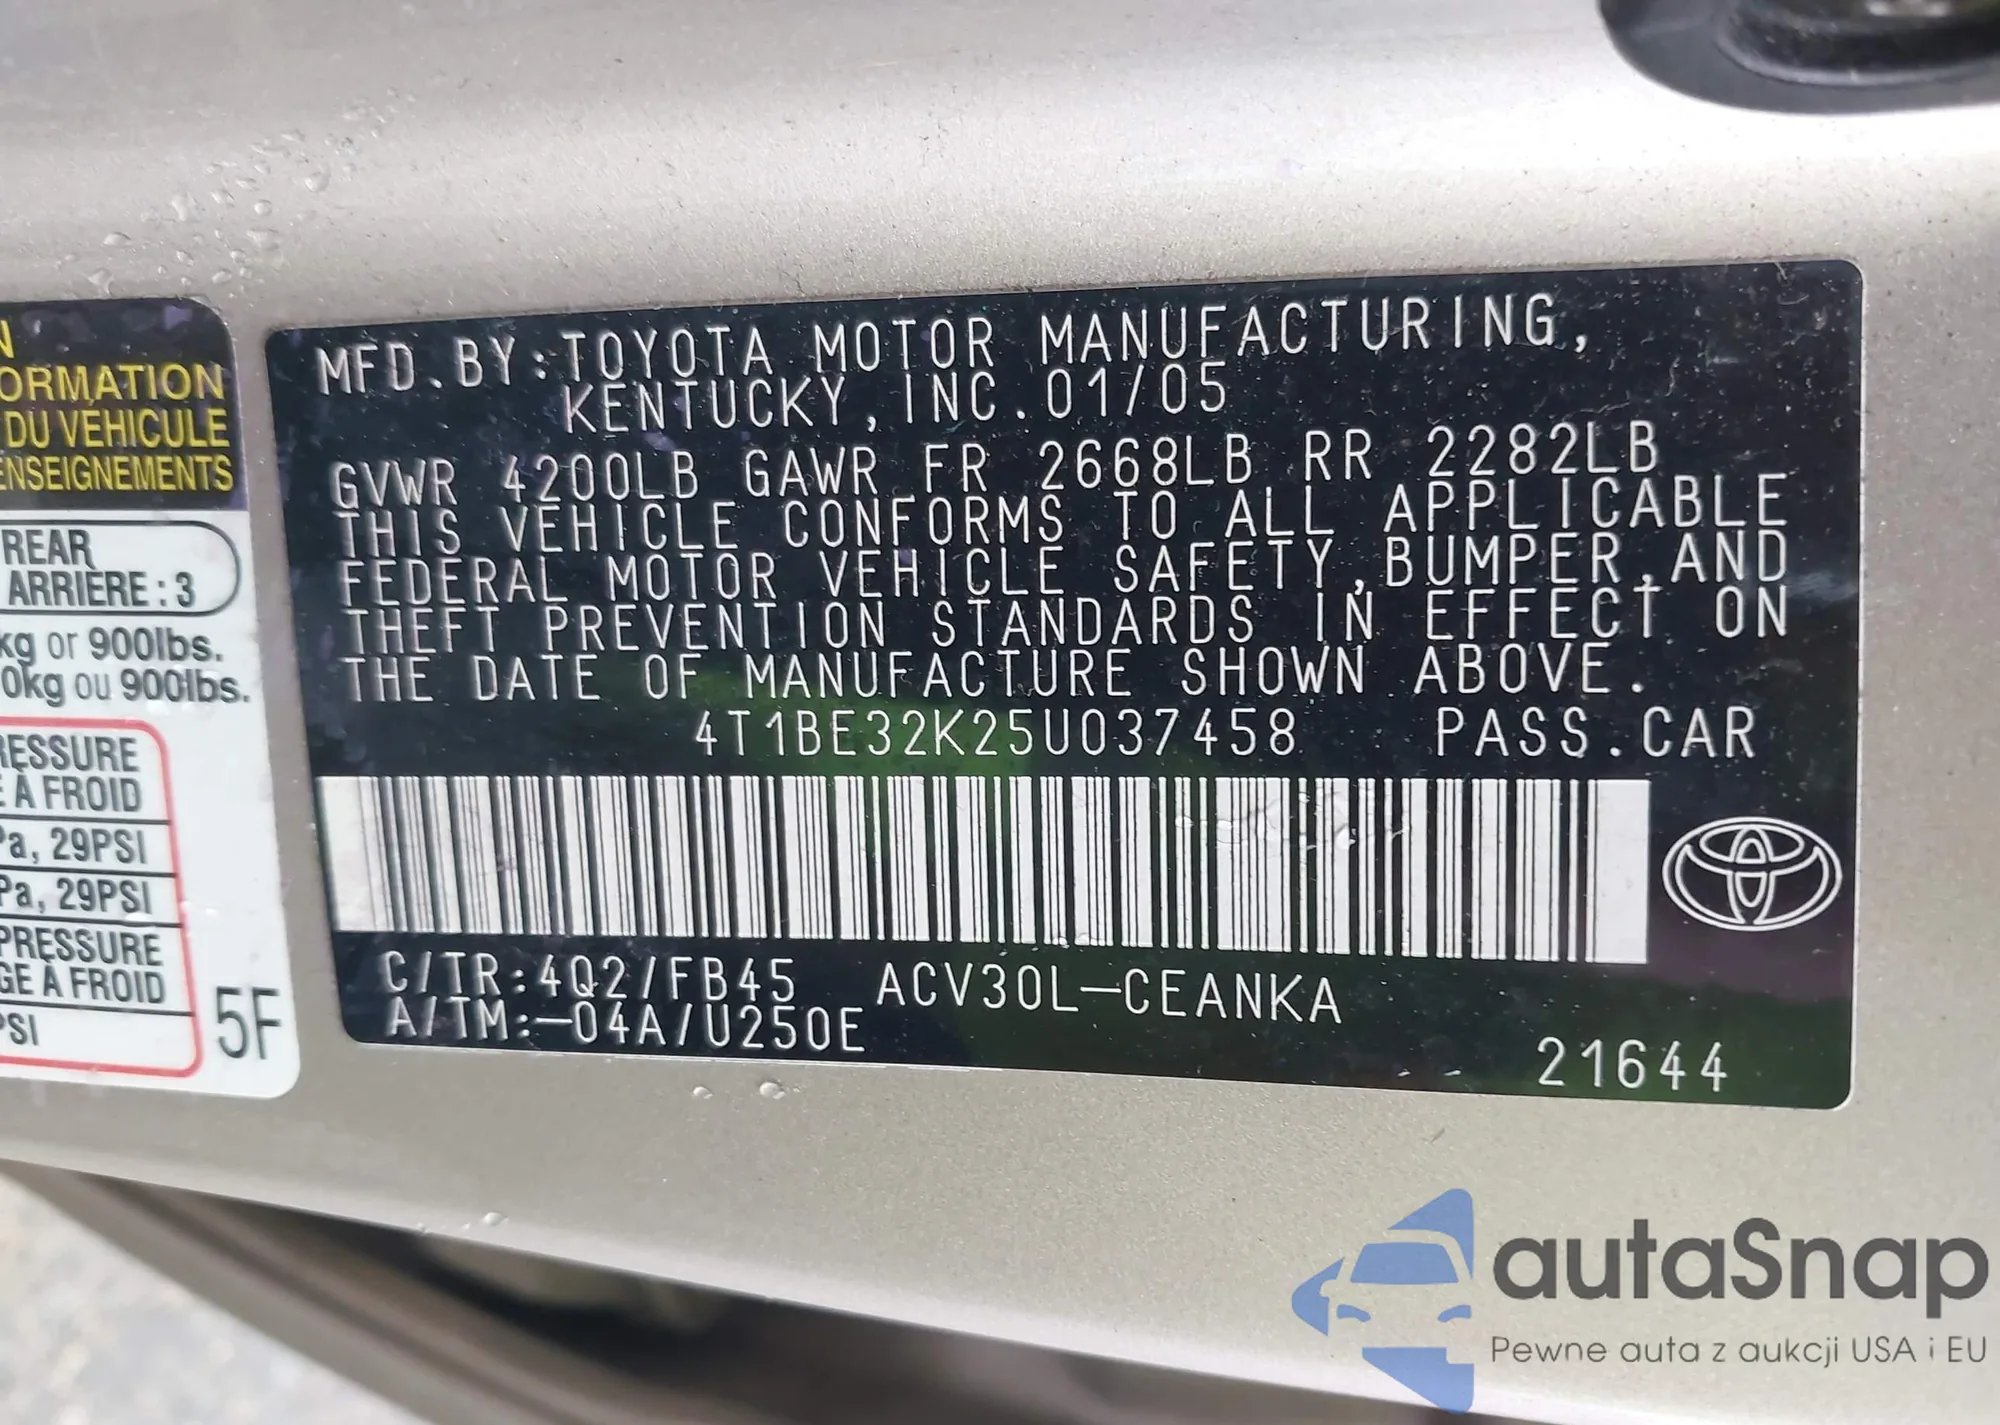 N
ORMATION
DU VÉHICULE
ENSEIGNEMENTS
REAR
ARRIÈRE : 3
kg or 900lbs.
0kg ou 900lbs.
RESSURE
E À FROID
Pa, 29PSI
Pa, 29PSI
PRESSURE
GE À FROID
PSI
5F
MFD.BY:TOYOTA MOTOR MANUFACTURING,
KENTUCKY, INC.01/05
GVWR 4200LB GAWR FR 2668LB RR 2282LB
THIS VEHICLE CONFORMS TO ALL APPLICABLE
FEDERAL MOTOR VEHICLE SAFETY,BUMPER,AND
THEFT PREVENTION STANDARDS IN EFFECT ON
THE DATE OF MANUFACTURE SHOWN ABOVE.
4T1BE32K25U037458 PASS.CAR
C/TR:4Q2/FB45 ACV30L-CEANKA
A/TM:-04A/U250E
21644
autaSnap
Pewne auta z aukcji USA i EU